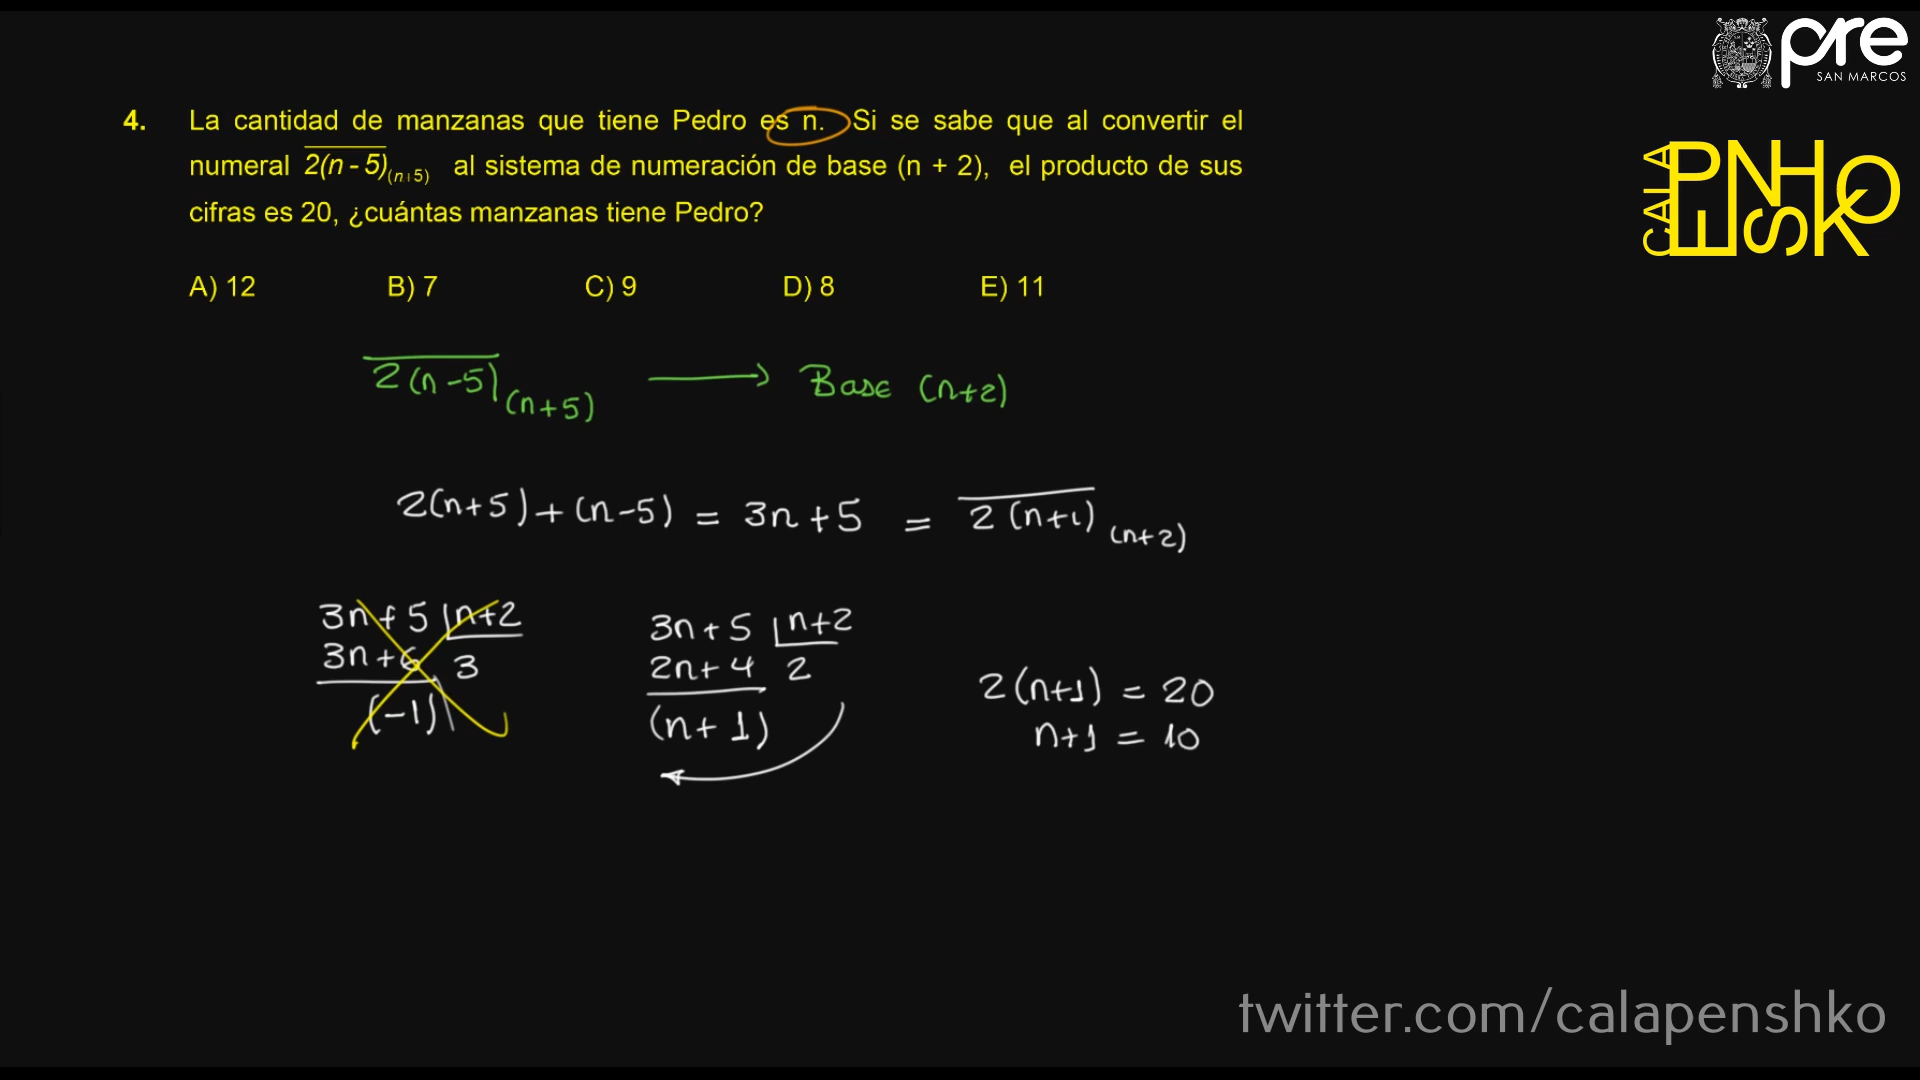 pre
SAN MARCOS
CALA
PENSHKO
4. La cantidad de manzanas que tiene Pedro es n. Si se sabe que al convertir el
numeral 2(n - 5)(n+5) al sistema de numeración de base (n + 2), el producto de sus
cifras es 20, ¿cuántas manzanas tiene Pedro?
A) 12 B) 7 C) 9 D) 8 E) 11
2(n-5)(n+5) → Base (n+2)
2(n+5)+(n-5) = 3n+5 = 2(n+1)(n+2)
3n+5 n+2
3n+6 3
(-1)
3n+5 n+2
2n+4 2
(n+1)
2(n+1) = 20
n+1 = 10
twitter.com/calapenshko